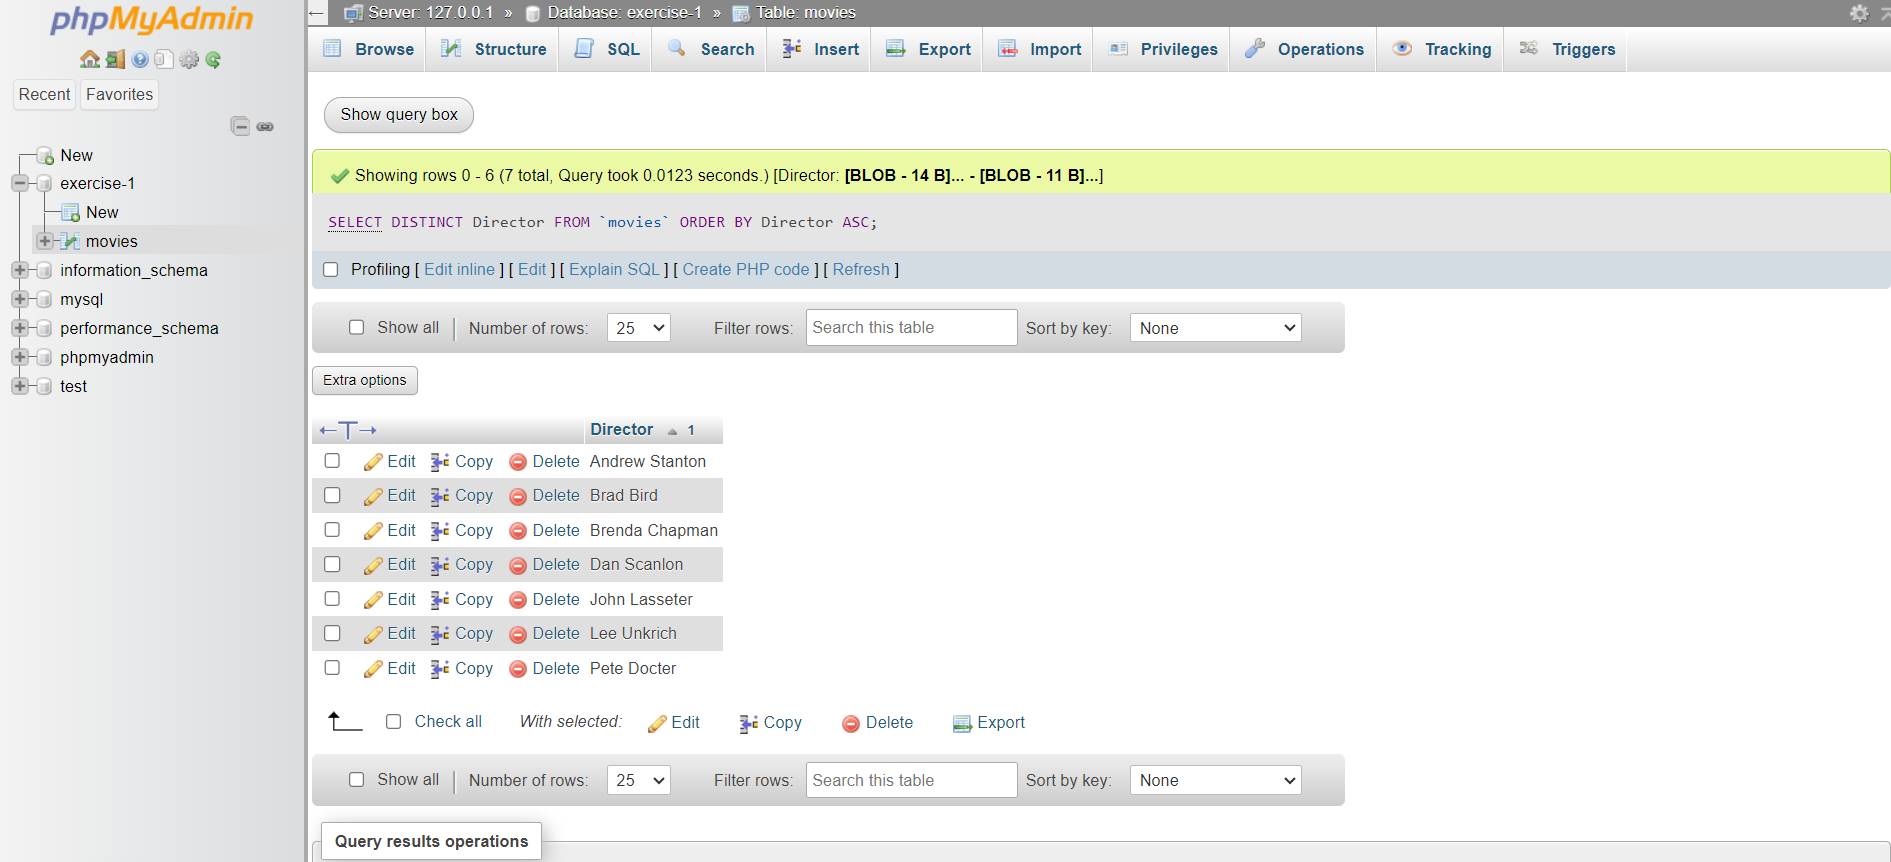 phpMyAdmin
Recent Favorites
New
exercise-1
New
movies
information_schema
mysql
performance_schema
phpmyadmin
test
← Server: 127.0.0.1 » Database: exercise-1 » Table: movies
Browse Structure SQL Search Insert Export Import Privileges Operations Tracking Triggers
Show query box
Showing rows 0 - 6 (7 total, Query took 0.0123 seconds.) [Director: [BLOB - 14 B]... - [BLOB - 11 B]...]
SELECT DISTINCT Director FROM `movies` ORDER BY Director ASC;
Profiling [ Edit inline ] [ Edit ] [ Explain SQL ] [ Create PHP code ] [ Refresh ]
Show all Number of rows: 25 Filter rows: Search this table Sort by key: None
Extra options
←T→ Director 1
Edit Copy Delete Andrew Stanton
Edit Copy Delete Brad Bird
Edit Copy Delete Brenda Chapman
Edit Copy Delete Dan Scanlon
Edit Copy Delete John Lasseter
Edit Copy Delete Lee Unkrich
Edit Copy Delete Pete Docter
Check all With selected: Edit Copy Delete Export
Show all Number of rows: 25 Filter rows: Search this table Sort by key: None
Query results operations